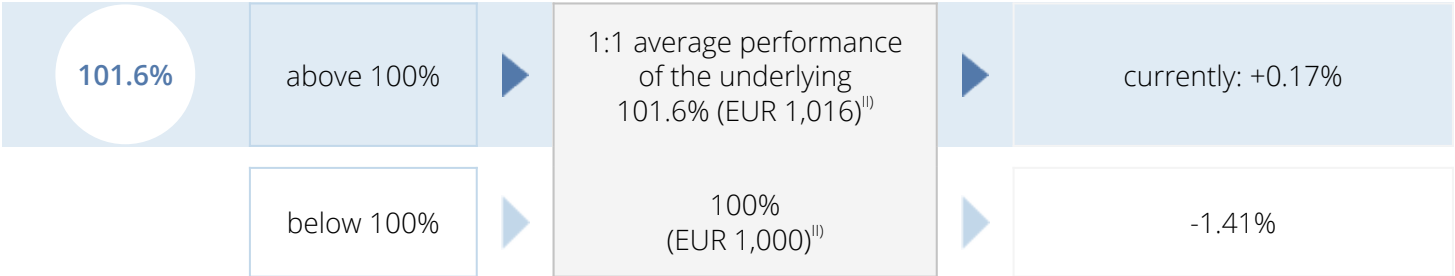 101.6%
above 100%
1:1 average performance
of the underlying
101.6% (EUR 1,016)II)
currently: +0.17%
below 100%
100%
(EUR 1,000)II)
-1.41%